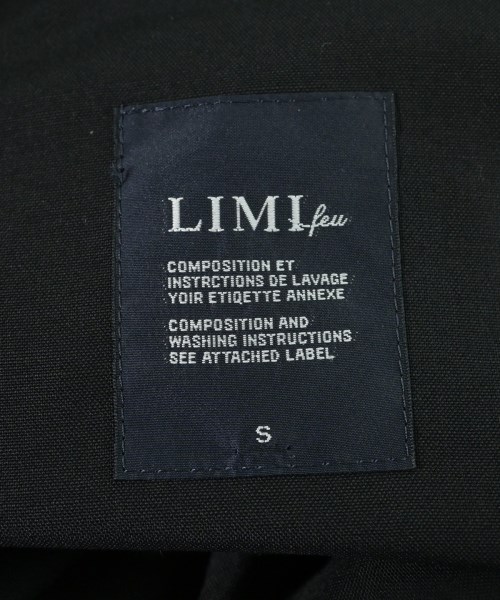 LIMI feu
COMPOSITION ET
INSTRCTIONS DE LAVAGE
YOIR ETIQETTE ANNEXE
COMPOSITION AND
WASHING INSTRUCTIONS
SEE ATTACHED LABEL
S